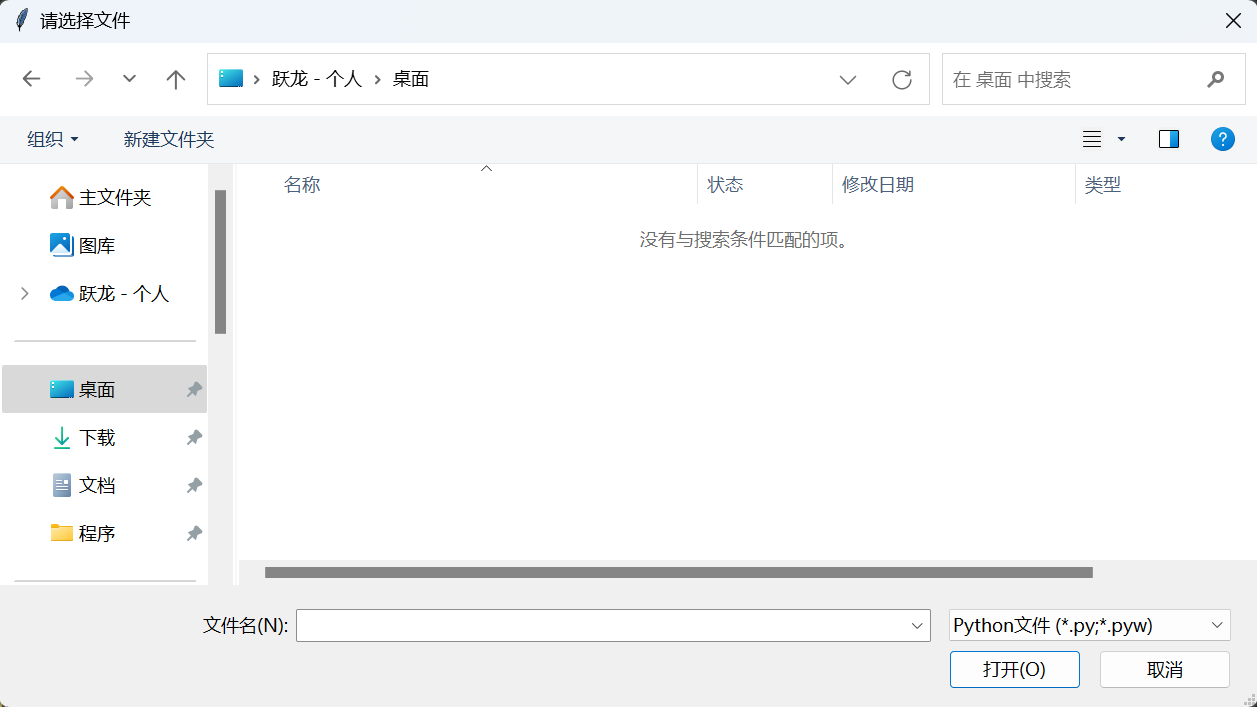 请选择文件
跃龙 - 个人 桌面
在 桌面 中搜索
组织 新建文件夹
主文件夹
图库
跃龙 - 个人
桌面
下载
文档
程序
名称 状态 修改日期 类型
没有与搜索条件匹配的项。
文件名(N): Python文件 (*.py;*.pyw)
打开(O) 取消